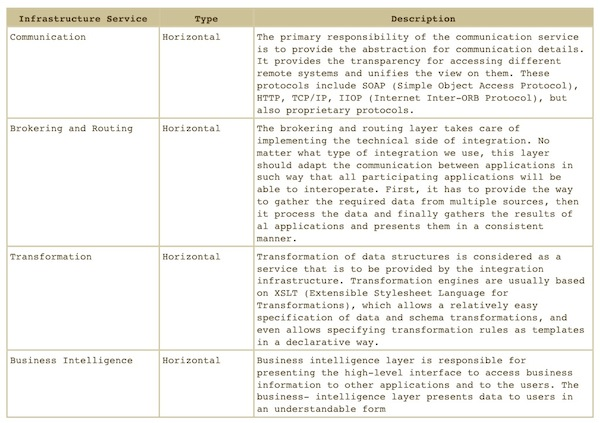 Infrastructure Service Type Description
Communication Horizontal The primary responsibility of the communication service
is to provide the abstraction for communication details.
It provides the transparency for accessing different
remote systems and unifies the view on them. These
protocols include SOAP (Simple Object Access Protocol),
HTTP, TCP/IP, IIOP (Internet Inter-ORB Protocol), but
also proprietary protocols.
Brokering and Routing Horizontal The brokering and routing layer takes care of
implementing the technical side of integration. No
matter what type of integration we use, this layer
should adapt the communication between applications in
such way that all participating applications will be
able to interoperate. First, it has to provide the way
to gather the required data from multiple sources, then
it process the data and finally gathers the results of
al applications and presents them in a consistent
manner.
Transformation Horizontal Transformation of data structures is considered as a
service that is to be provided by the integration
infrastructure. Transformation engines are usually based
on XSLT (Extensible Stylesheet Language for
Transformations), which allows a relatively easy
specification of data and schema transformations, and
even allows specifying transformation rules as templates
in a declarative way.
Business Intelligence Horizontal Business intelligence layer is responsible for
presenting the high-level interface to access business
information to other applications and to the users. The
business- intelligence layer presents data to users in
an understandable form